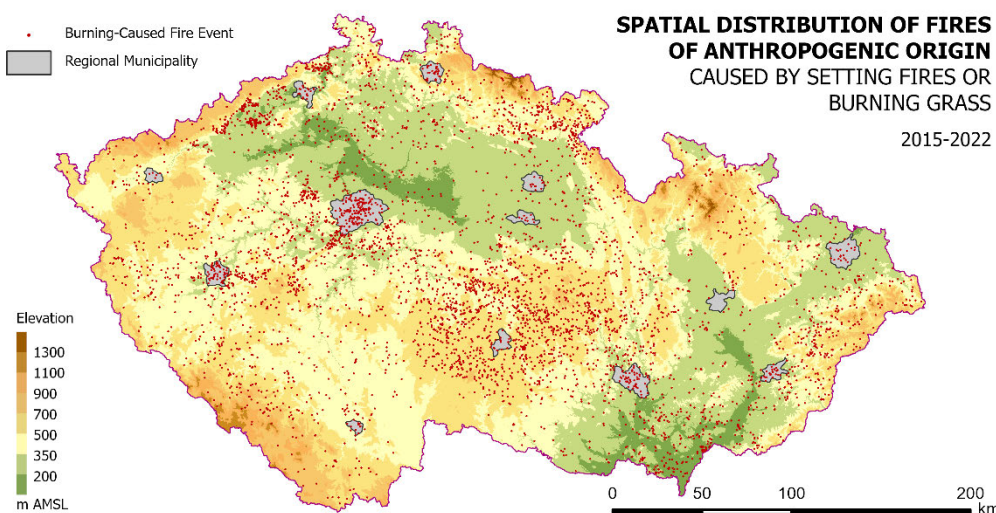 Burning-Caused Fire Event
Regional Municipality
SPATIAL DISTRIBUTION OF FIRES
OF ANTHROPOGENIC ORIGIN
CAUSED BY SETTING FIRES OR
BURNING GRASS
2015-2022
Elevation
1300
1100
900
700
500
350
200
m AMSL
0 50 100 200
km